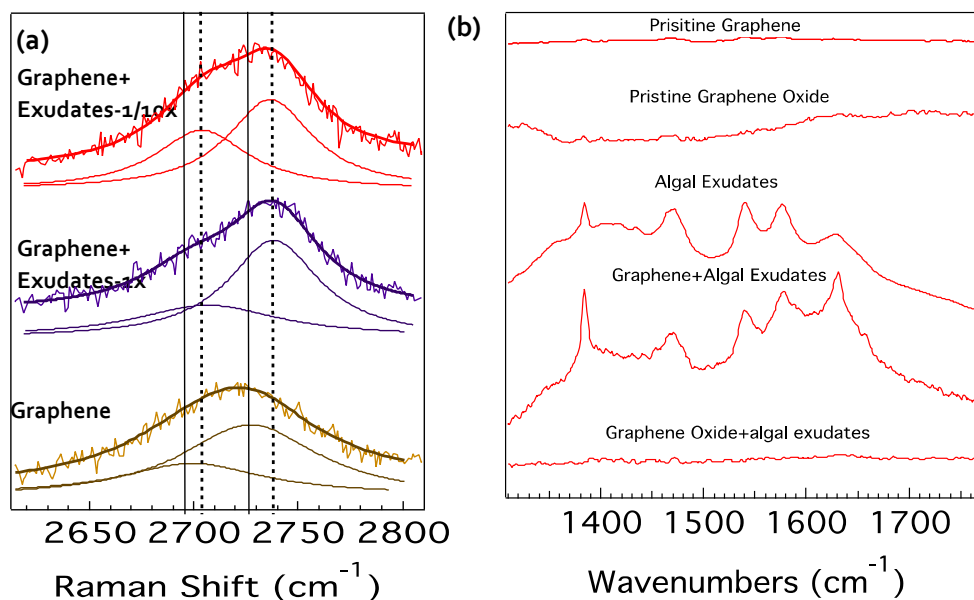 (a)
Graphene+
Exudates-1/10x
Graphene+
Exudates-1x
Graphene
2650 2700 2750 2800
Raman Shift (cm-1)
(b)
Prisitine Graphene
Pristine Graphene Oxide
Algal Exudates
Graphene+Algal Exudates
Graphene Oxide+algal exudates
1400 1500 1600 1700
Wavenumbers (cm-1)